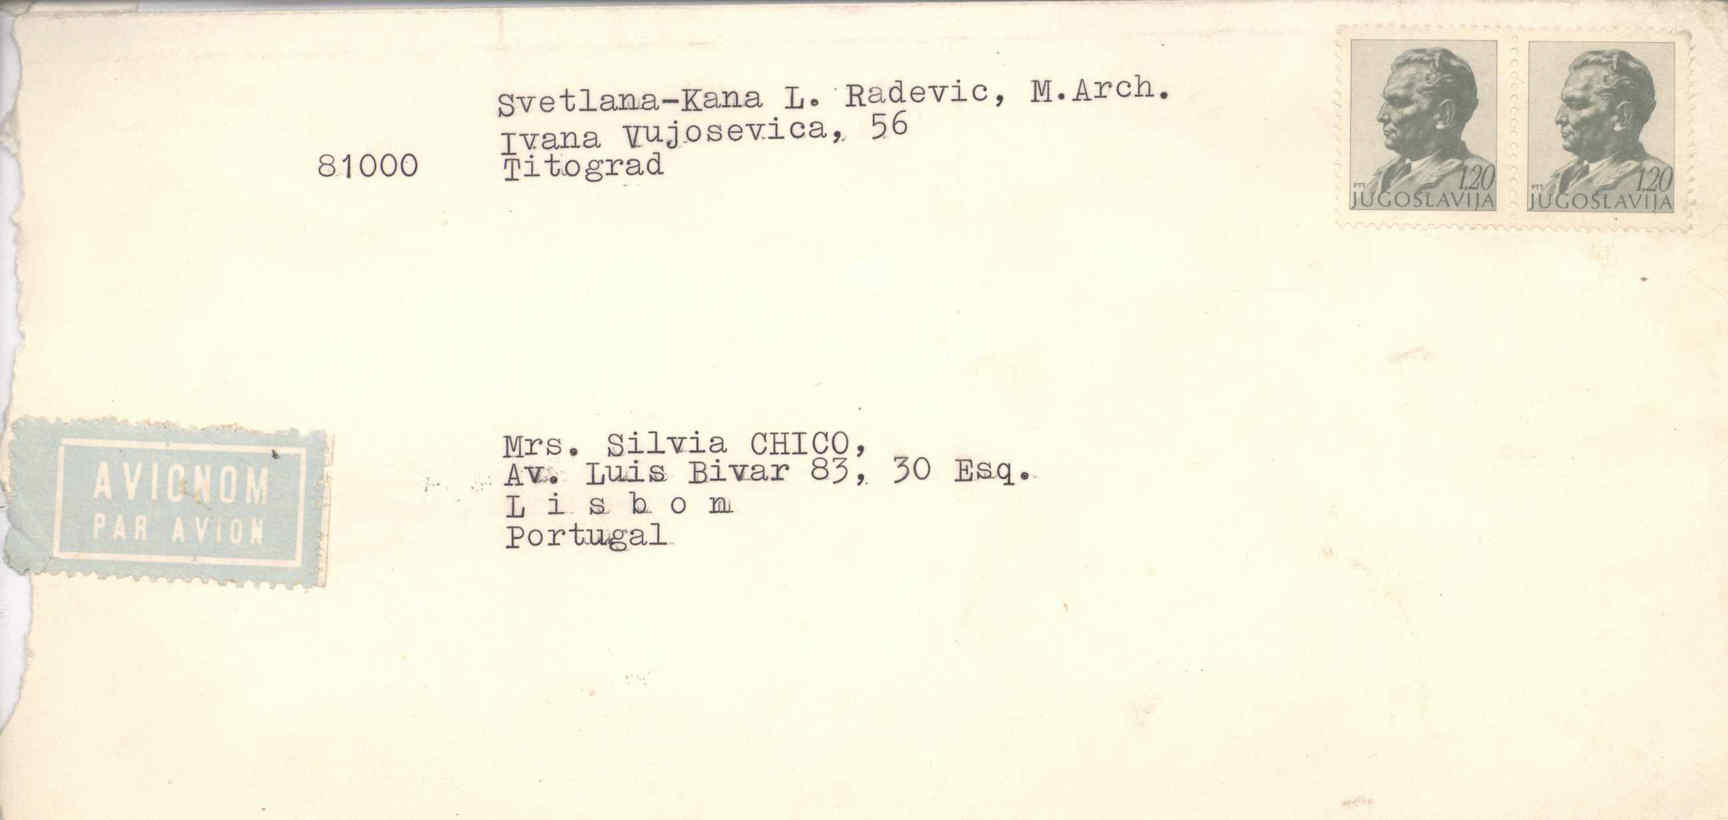 Svetlana-Kana L. Radevic, M.Arch.
Ivana Vujosevica, 56
81000 Titograd
1.20
JUGOSLAVIJA
1.20
JUGOSLAVIJA
AVIONOM
PAR AVION
Mrs. Silvia CHICO,
Av. Luis Bivar 83, 30 Esq.
L i s b o n
Portugal